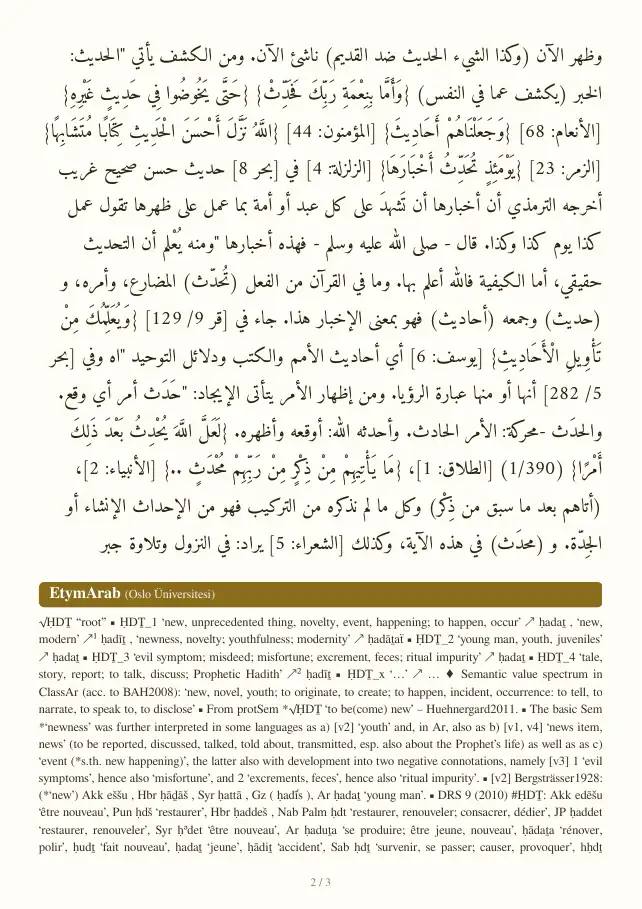 وظهر الآن (وكذا الشيء الحديث ضد القديم) ناشئ الآن. ومن الكشف يأتي "الحديث:
الخبر (يكشف عما في النفس) {وَأَمَّا بِنِعْمَةِ رَبِّكَ فَحَدِّثْ} {حَتَّى يَخُوضُوا فِي حَدِيثٍ غَيْرِهِ}
[الأنعام: 68] {وَجَعَلْنَاهُمْ أَحَادِيثَ} [المؤمنون: 44] {اللَّهُ نَزَّلَ أَحْسَنَ الْحَدِيثِ كِتَابًا مُتَشَابِهًا}
[الزمر: 23] {يَوْمَئِذٍ تُحَدِّثُ أَخْبَارَهَا} [الزلزلة: 4] في [بحر 8] حديث حسن صحيح غريب
أخرجه الترمذي أن أخبارها أن تَشهدَ على كل عبد أو أمة بما عمل على ظهرها تقول عمل
كذا يوم كذا وكذا. قال - صلى الله عليه وسلم - فهذه أخبارها "ومنه يُعْلم أن التحديث
حقيقي، أما الكيفية فالله أعلم بها. وما في القرآن من الفعل (تُحدّث) المضارع، وأمره، و
(حديث) وجمعه (أحاديث) فهو بمعنى الإخبار هذا. جاء في [قر 9/ 129] {وَيُعَلِّمُكَ مِنْ
تَأْوِيلِ الْأَحَادِيثِ} [يوسف: 6] أي أحاديث الأمم والكتب ودلائل التوحيد "اه وفي [بحر
5/ 282] أنها أو منها عبارة الرؤيا. ومن إظهار الأمر يتأتى الإيجاد: "حَدَث أمر أي وقع.
والحدَث -محركة: الأمر الحادث. وأحدثه الله: أوقعه وأظهره. {لَعَلَّ اللَّهَ يُحْدِثُ بَعْدَ ذَلِكَ
أَمْرًا} (1/390) [الطلاق: 1]، {مَا يَأْتِيهِمْ مِنْ ذِكْرٍ مِنْ رَبِّهِمْ مُحْدَثٍ ..} [الأنبياء: 2]،
(أتاهم بعد ما سبق من ذِكْر) وكل ما لم نذكره من التركيب فهو من الإحداث الإنشاء أو
الجِدّة. و (محدَث) في هذه الآية، وكذلك [الشعراء: 5] يراد: في النزول وتلاوة جبر
EtymArab (Oslo Üniversitesi)
√ḤDṮ “root” ▪ ḤDṮ_1 ‘new, unprecedented thing, novelty, event, happening; to happen, occur’ ↗ ḥadaṯ , ‘new,
modern’ ↗¹ ḥadīṯ , ‘newness, novelty; youthfulness; modernity’ ↗ ḥadāṯaẗ ▪ ḤDṮ_2 ‘young man, youth, juveniles’
↗ ḥadaṯ ▪ ḤDṮ_3 ‘evil symptom; misdeed; misfortune; excrement, feces; ritual impurity’ ↗ ḥadaṯ ▪ ḤDṮ_4 ‘tale,
story, report; to talk, discuss; Prophetic Hadith’ ↗² ḥadīṯ ▪ ḤDṮ_x ‘…’ ↗ … ♦ Semantic value spectrum in
ClassAr (acc. to BAH2008): ‘new, novel, youth; to originate, to create; to happen, incident, occurrence: to tell, to
narrate, to speak to, to disclose’ ▪ From protSem *√ḤDṮ ‘to be(come) new’ – Huehnergard2011. ▪ The basic Sem
*‘newness’ was further interpreted in some languages as a) [v2] ‘youth’ and, in Ar, also as b) [v1, v4] ‘news item,
news’ (to be reported, discussed, talked, told about, transmitted, esp. also about the Prophet’s life) as well as as c)
‘event (*s.th. new happening)’, the latter also with development into two negative connotations, namely [v3] 1 ‘evil
symptoms’, hence also ‘misfortune’, and 2 ‘excrements, feces’, hence also ‘ritual impurity’. ▪ [v2] Bergsträsser1928:
(*‘new’) Akk eššu , Hbr ḥāḏāš , Syr ḥattā , Gz ( ḥadīs ), Ar ḥadaṯ ‘young man’. ▪ DRS 9 (2010) #ḤDṮ: Akk edēšu
‘être nouveau’, Pun ḥdš ‘restaurer’, Hbr ḥaddeš , Nab Palm ḥdt ‘restaurer, renouveler; consacrer, dédier’, JP ḥaddet
‘restaurer, renouveler’, Syr ḥᵃdet ‘être nouveau’, Ar ḥaduṯa ‘se produire; être jeune, nouveau’, ḥādaṯa ‘rénover,
polir’, ḥudṯ ‘fait nouveau’, ḥadaṯ ‘jeune’, ḥādiṯ ‘accident’, Sab ḥdṯ ‘survenir, se passer; causer, provoquer’, hḥdṯ
2 / 3